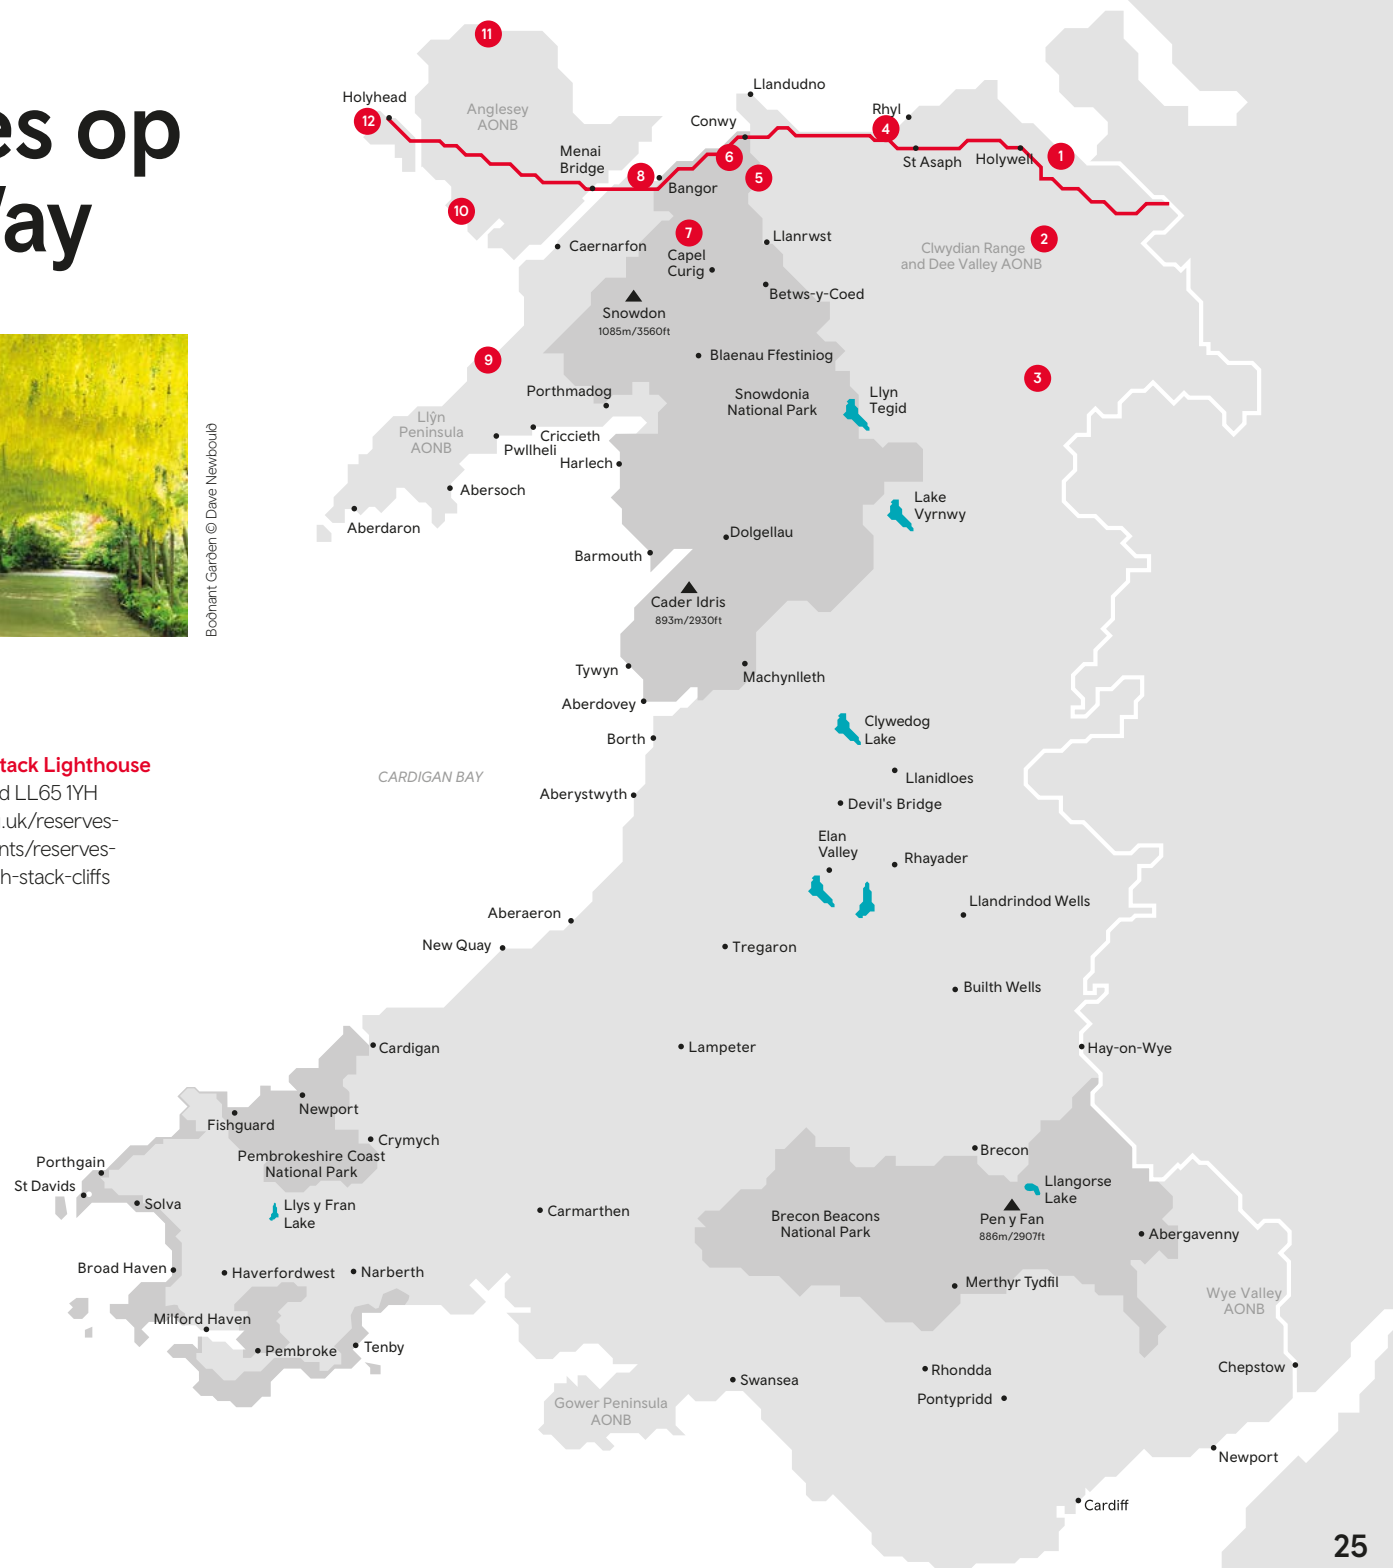 es op
Way
Bodnant Garden © Dave Newbould
tack Lighthouse
d LL65 1YH
.uk/reserves-
nts/reserves-
h-stack-cliffs
11
Llandudno
Holyhead
12
Anglesey
AONB
Rhyl
4
Conwy
Menai
Bridge
6
St Asaph
Holywell
1
8
Bangor
5
10
7
Llanrwst
2
Caernarfon
Capel
Curig
Clwydian Range
and Dee Valley AONB
Betws-y-Coed
Snowdon
1085m/3560ft
9
Blaenau Ffestiniog
3
Porthmadog
Snowdonia
National Park
Llyn
Tegid
Llŷn
Peninsula
AONB
Criccieth
Pwllheli
Harlech
Abersoch
Lake
Vyrnwy
Aberdaron
Dolgellau
Barmouth
Cader Idris
893m/2930ft
Tywyn
Machynlleth
Aberdovey
Clywedog
Lake
Borth
CARDIGAN BAY
Llanidloes
Aberystwyth
Devil's Bridge
Elan
Valley
Rhayader
Llandrindod Wells
Aberaeron
New Quay
Tregaron
Builth Wells
Cardigan
Lampeter
Hay-on-Wye
Newport
Fishguard
Crymych
Pembrokeshire Coast
National Park
Brecon
Porthgain
St Davids
Llangorse
Lake
Solva
Llys y Fran
Lake
Carmarthen
Brecon Beacons
National Park
Pen y Fan
886m/2907ft
Abergavenny
Broad Haven
Haverfordwest
Narberth
Merthyr Tydfil
Wye Valley
AONB
Milford Haven
Pembroke
Tenby
Chepstow
Rhondda
Swansea
Pontypridd
Gower Peninsula
AONB
Newport
Cardiff
25